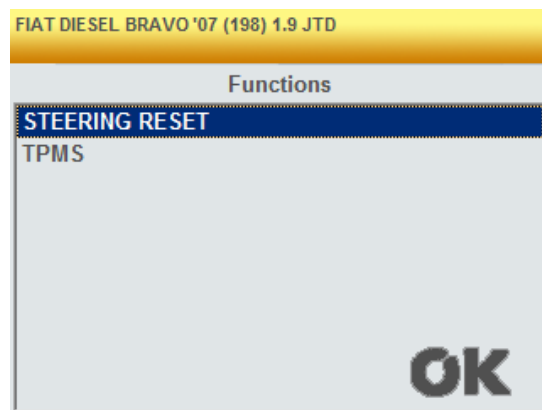 FIAT DIESEL BRAVO '07 (198) 1.9 JTD
Functions
STEERING RESET
TPMS
OK